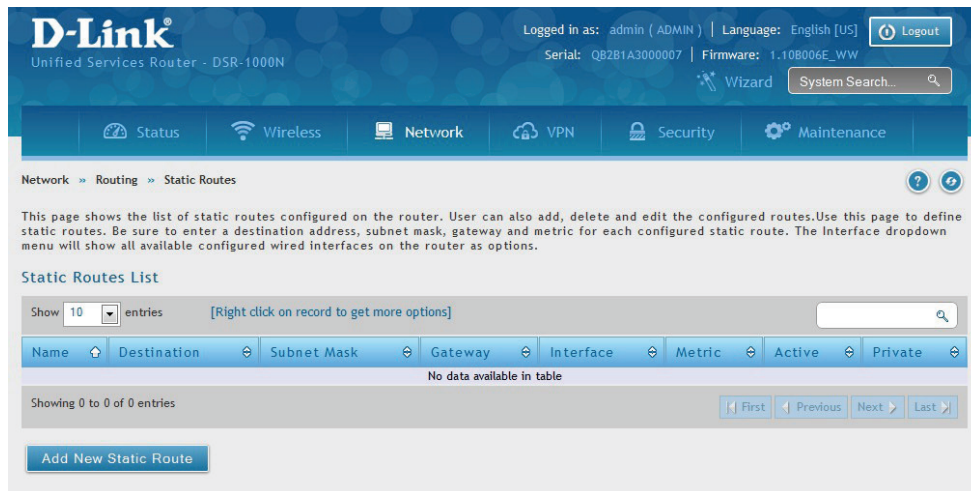 D-Link®
Unified Services Router - DSR-1000N
Logged in as: admin ( ADMIN ) | Language: English [US]
Logout
Serial: QB2B1A3000007 | Firmware: 1.10B006E_WW
Wizard
System Search...
Status
Wireless
Network
VPN
Security
Maintenance
Network » Routing » Static Routes
This page shows the list of static routes configured on the router. User can also add, delete and edit the configured routes.Use this page to define
static routes. Be sure to enter a destination address, subnet mask, gateway and metric for each configured static route. The Interface dropdown
menu will show all available configured wired interfaces on the router as options.
Static Routes List
Show 10 entries [Right click on record to get more options]
Name Destination Subnet Mask Gateway Interface Metric Active Private
No data available in table
Showing 0 to 0 of 0 entries
First Previous Next Last
Add New Static Route